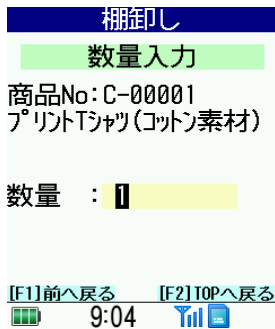 棚卸し
数量入力
商品No:C-00001
ﾌﾟﾘﾝﾄTｼｬﾂ(ｺｯﾄﾝ素材)
数量 : 1
[F1]前へ戻る [F2]TOPへ戻る
9:04